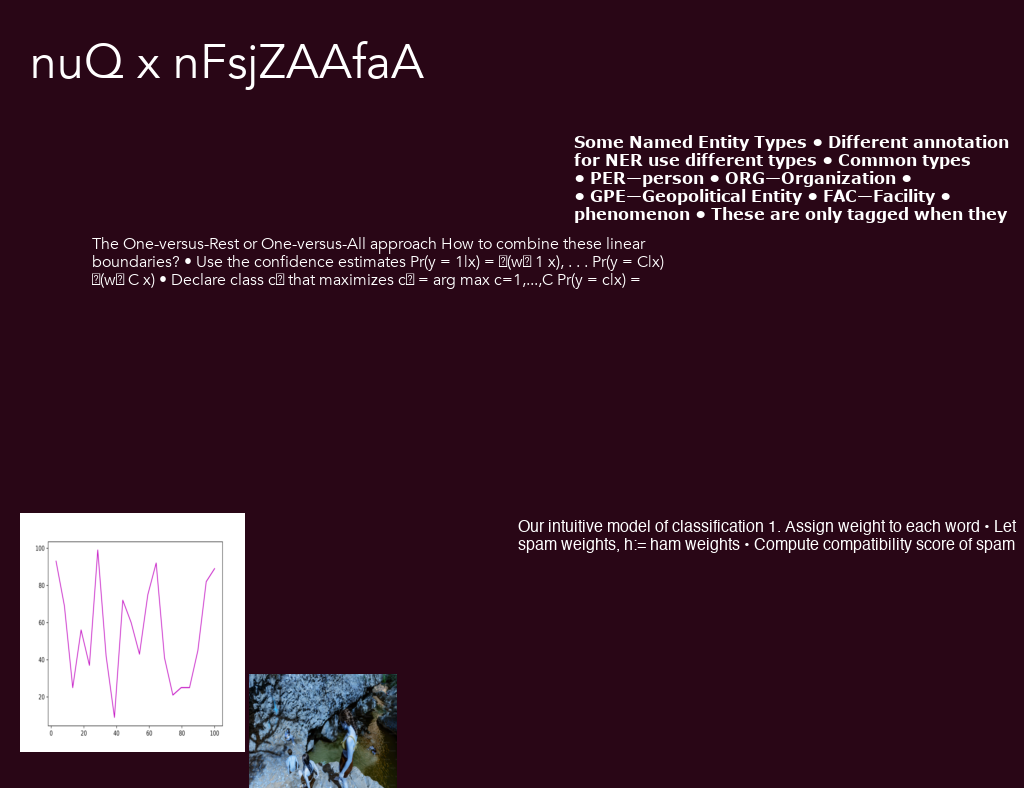 nuQ x nFsjZAAfaA
Some Named Entity Types • Different annotation
for NER use different types • Common types
• PER—person • ORG—Organization •
• GPE—Geopolitical Entity • FAC—Facility •
phenomenon • These are only tagged when they
The One-versus-Rest or One-versus-All approach How to combine these linear
boundaries? • Use the confidence estimates Pr(y = 1|x) = (w 1 x), . . . Pr(y = C|x)
(w C x) • Declare class c that maximizes c = arg max c=1,...,C Pr(y = c|x) =
Our intuitive model of classification 1. Assign weight to each word • Let
spam weights, h:= ham weights • Compute compatibility score of spam
100
80
60
40
20
0 20 40 60 80 100